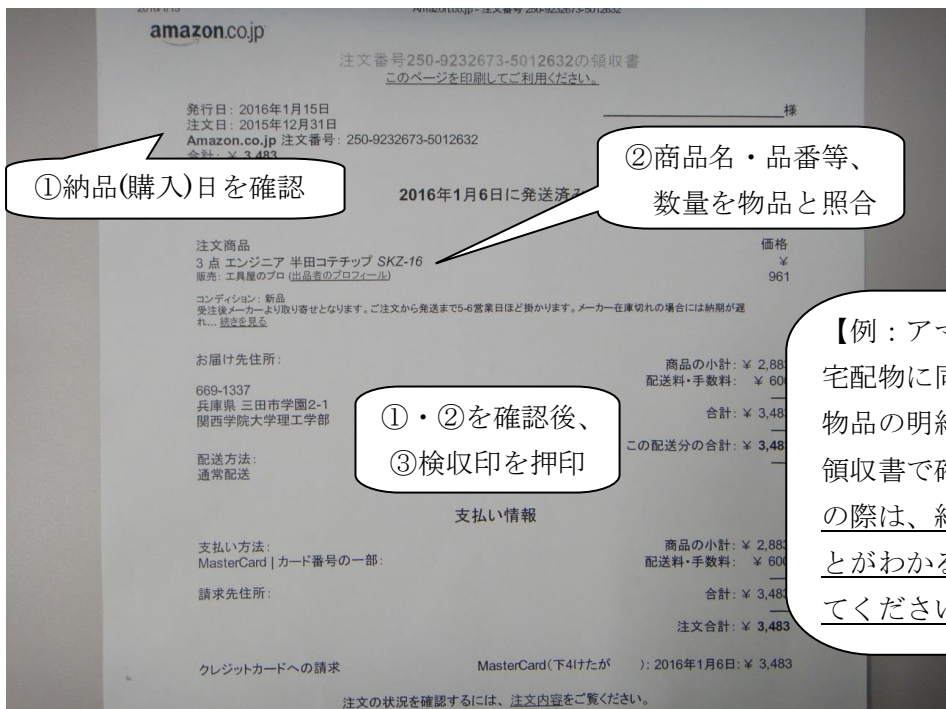 amazon.co.jp
注文番号250-9232673-5012632の領収書
このページを印刷してご利用ください。
発行日: 2016年1月15日
様
注文日: 2015年12月31日
Amazon.co.jp 注文番号: 250-9232673-5012632
合計: ¥ 3,483
①納品(購入)日を確認
②商品名・品番等、
数量を物品と照合
2016年1月6日に発送済み
注文商品
価格
3 点 エンジニア 半田コテチップ SKZ-16
¥
販売: 工具屋のプロ (出品者のプロフィール)
961
コンディション: 新品
受注後メーカーより取り寄せとなります。ご注文から発送まで5-6営業日ほど掛かります。メーカー在庫切れの場合には納期が遅
れ... 続きを見る
お届け先住所:
商品の小計: ¥ 2,88
配送料・手数料: ¥ 60
669-1337
兵庫県 三田市学園2-1
関西学院大学理工学部
合計: ¥ 3,48
この配送分の合計: ¥ 3,48
配送方法:
通常配送
①・②を確認後、
③検収印を押印
【例：アマ
宅配物に同
物品の明細
領収書で確
の際は、納
とがわかる
てください
支払い情報
支払い方法:
商品の小計: ¥ 2,883
MasterCard | カード番号の一部:
配送料・手数料: ¥ 600
請求先住所:
合計: ¥ 3,483
注文合計: ¥ 3,483
クレジットカードへの請求
MasterCard(下4けたが ): 2016年1月6日: ¥ 3,483
注文の状況を確認するには、注文内容をご覧ください。